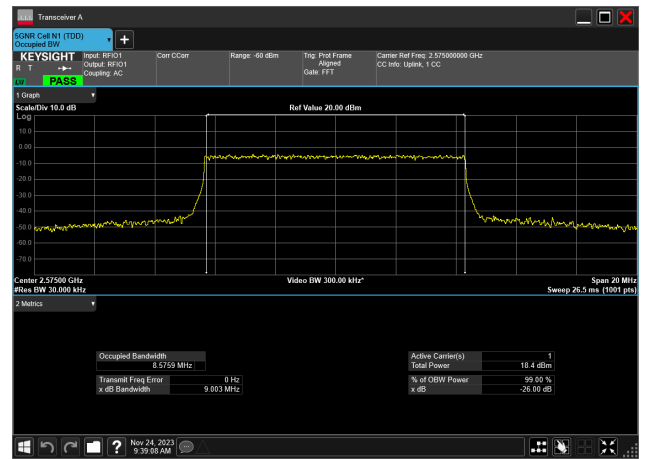 Transceiver A
5GNR Cell N1 (TDD)
Occupied BW
KEYSIGHT
R T
LW PASS
Input: RFIO1
Output: RFIO1
Coupling: AC
Corr CCorr
Range: -60 dBm
Trig: Prot Frame
Aligned
Gate: FFT
Carrier Ref Freq: 2.575000000 GHz
CC Info: Uplink, 1 CC
1 Graph
Scale/Div 10.0 dB
Ref Value 20.00 dBm
Log
10.0
0.00
-10.0
-20.0
-30.0
-40.0
-50.0
-60.0
-70.0
Center 2.57500 GHz
Video BW 300.00 kHz*
Span 20 MHz
#Res BW 30.000 kHz
Sweep 26.5 ms (1001 pts)
2 Metrics
Occupied Bandwidth
8.5759 MHz
Transmit Freq Error 0 Hz
x dB Bandwidth 9.003 MHz
Active Carrier(s) 1
Total Power 18.4 dBm
% of OBW Power 99.00 %
x dB -26.00 dB
?
Nov 24, 2023
9:39:08 AM